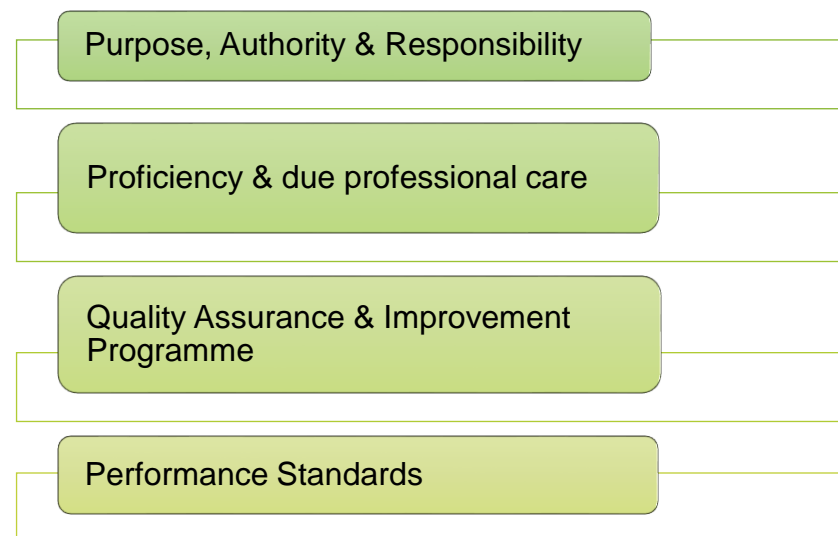 Purpose, Authority & Responsibility
Proficiency & due professional care
Quality Assurance & Improvement
Programme
Performance Standards